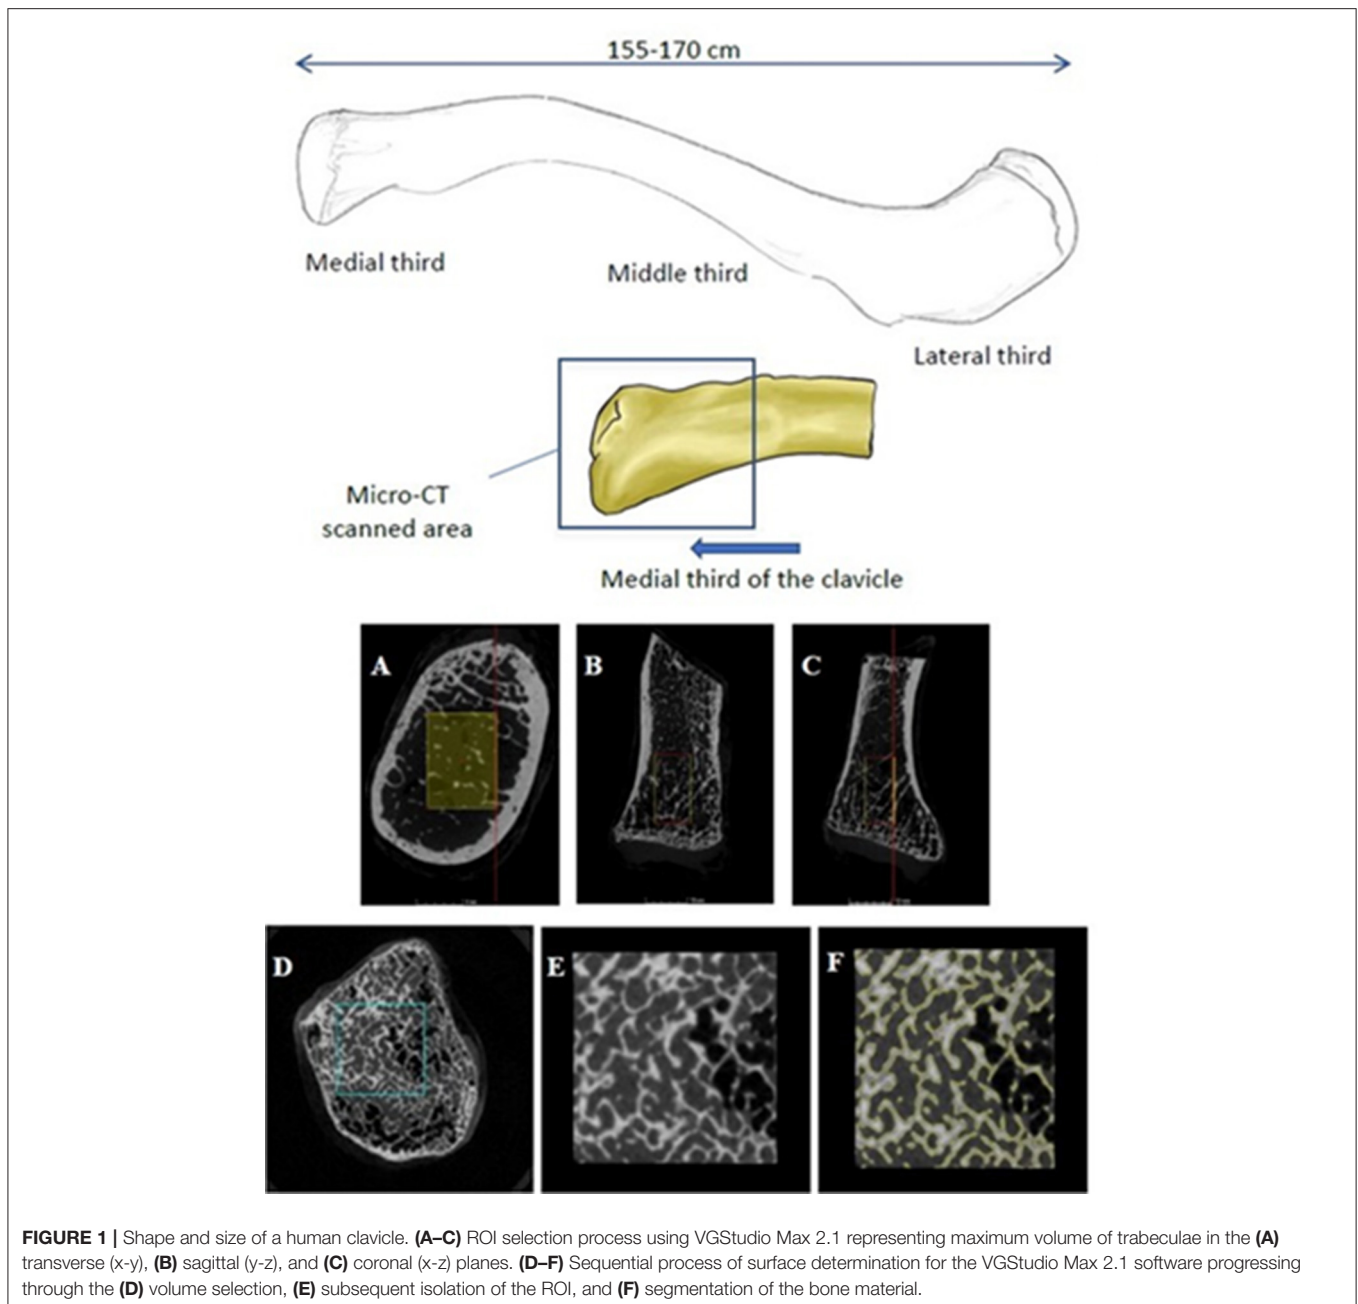 155-170 cm
Medial third
Middle third
Lateral third
Micro-CT
scanned area
Medial third of the clavicle
A
B
C
D
E
F
FIGURE 1 | Shape and size of a human clavicle. (A–C) ROI selection process using VGStudio Max 2.1 representing maximum volume of trabeculae in the (A)
transverse (x-y), (B) sagittal (y-z), and (C) coronal (x-z) planes. (D–F) Sequential process of surface determination for the VGStudio Max 2.1 software progressing
through the (D) volume selection, (E) subsequent isolation of the ROI, and (F) segmentation of the bone material.